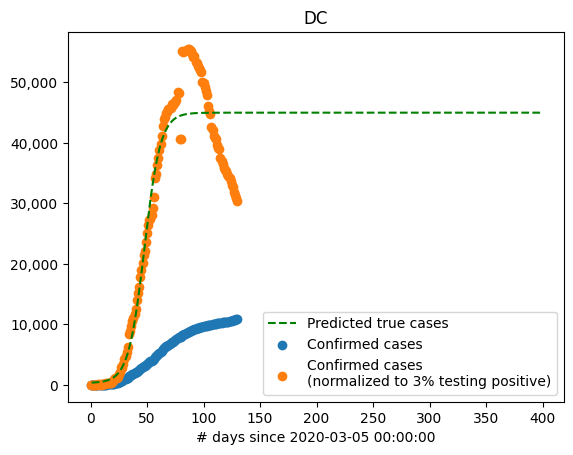 DC
50,000
40,000
30,000
20,000
10,000
0
Predicted true cases
Confirmed cases
Confirmed cases
(normalized to 3% testing positive)
0 50 100 150 200 250 300 350 400
# days since 2020-03-05 00:00:00